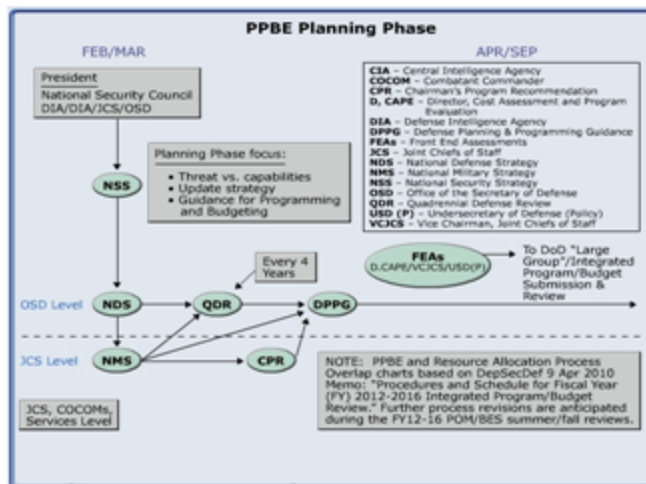 PPBE Planning Phase
FEB/MAR
APR/SEP
President
National Security Council
DIA/DIA/JCS/OSD
CIA – Central Intelligence Agency
COCOM – Combatant Commander
CPR – Chairman's Program Recommendation
D, CAPE – Director, Cost Assessment and Program
Evaluation
DIA – Defense Intelligence Agency
DPPG – Defense Planning & Programming Guidance
FEAs – Front End Assessments
JCS – Joint Chiefs of Staff
NDS – National Defense Strategy
NMS – National Military Strategy
NSS – National Security Strategy
OSD – Office of the Secretary of Defense
QDR – Quadrennial Defense Review
USD (P) – Undersecretary of Defense (Policy)
VCJCS – Vice Chairman, Joint Chiefs of Staff
Planning Phase focus:
• Threat vs. capabilities
• Update strategy
• Guidance for Programming
and Budgeting
NSS
Every 4
Years
FEAs
D.CAPE/VCJCS/USD(P)
To DoD "Large
Group"/Integrated
Program/Budget
Submission &
Review
OSD Level
NDS
QDR
DPPG
JCS Level
NMS
CPR
NOTE: PPBE and Resource Allocation Process
Overlap charts based on DepSecDef 9 Apr 2010
Memo: "Procedures and Schedule for Fiscal Year
(FY) 2012-2016 Integrated Program/Budget
Review." Further process revisions are anticipated
during the FY12-16 POM/BES summer/fall reviews.
JCS, COCOMs,
Services Level